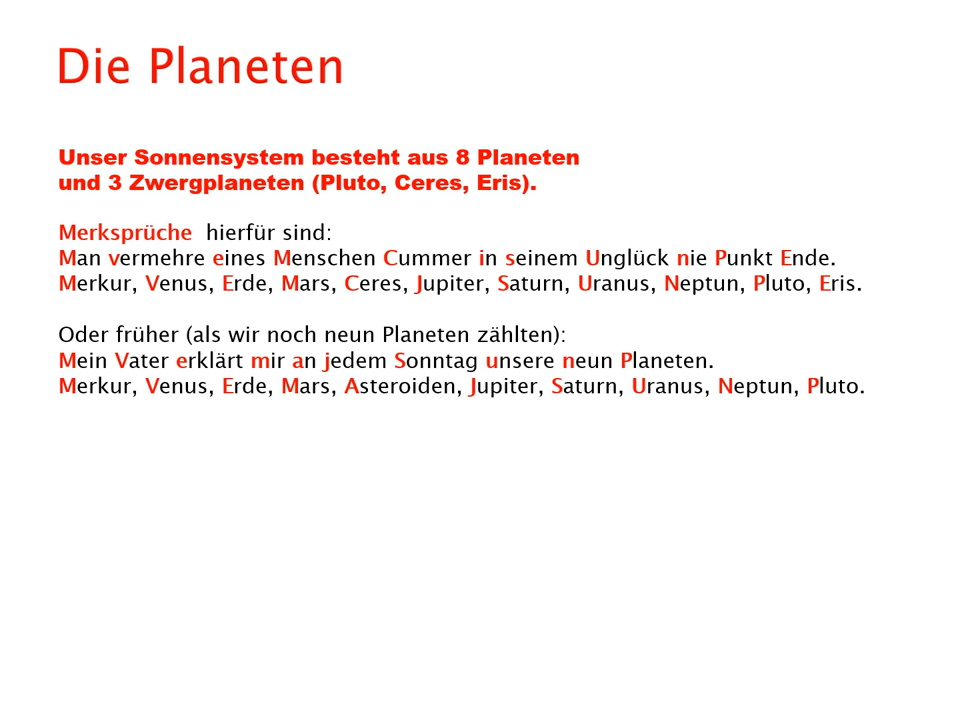 Die Planeten
Unser Sonnensystem besteht aus 8 Planeten
und 3 Zwergplaneten (Pluto, Ceres, Eris).
Merksprüche hierfür sind:
Man vermehre eines Menschen Cummer in seinem Unglück nie Punkt Ende.
Merkur, Venus, Erde, Mars, Ceres, Jupiter, Saturn, Uranus, Neptun, Pluto, Eris.
Oder früher (als wir noch neun Planeten zählten):
Mein Vater erklärt mir an jedem Sonntag unsere neun Planeten.
Merkur, Venus, Erde, Mars, Asteroiden, Jupiter, Saturn, Uranus, Neptun, Pluto.